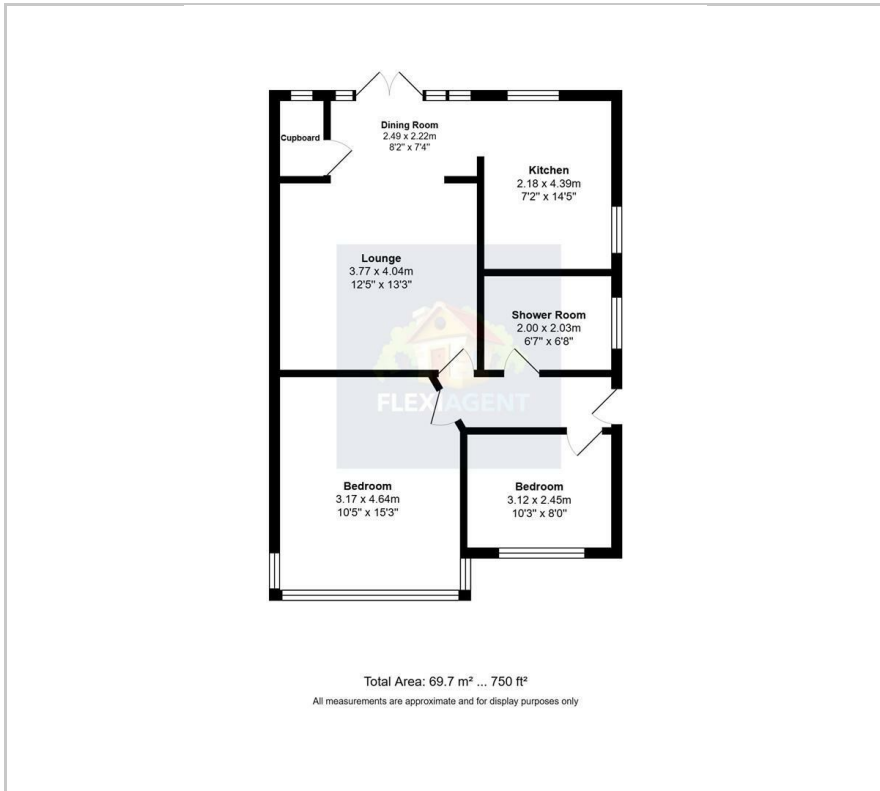 Dining Room
2.49 x 2.22m
8'2" x 7'4"
Cupboard
Kitchen
2.18 x 4.39m
7'2" x 14'5"
Lounge
3.77 x 4.04m
12'5" x 13'3"
Shower Room
2.00 x 2.03m
6'7" x 6'8"
FLEXIAGENT
Bedroom
3.17 x 4.64m
10'5" x 15'3"
Bedroom
3.12 x 2.45m
10'3" x 8'0"
Total Area: 69.7 m² ... 750 ft²
All measurements are approximate and for display purposes only